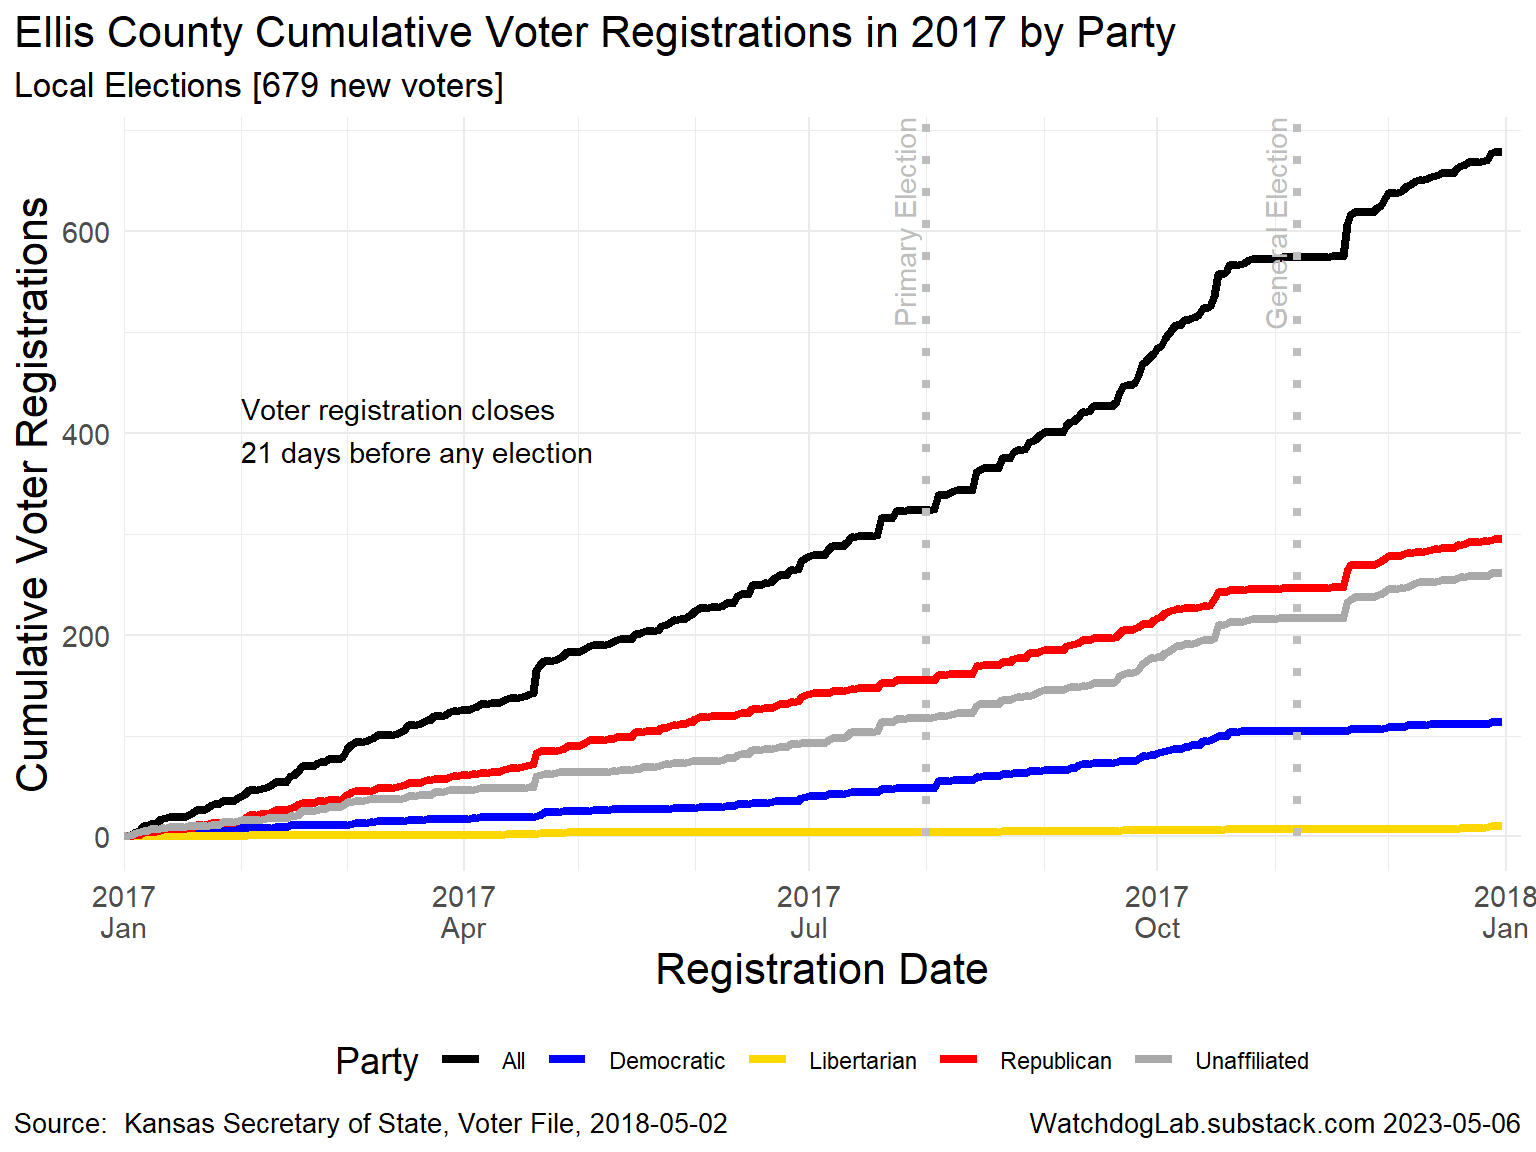 Ellis County Cumulative Voter Registrations in 2017 by Party
Local Elections [679 new voters]
Cumulative Voter Registrations
600
400
200
0
Primary Election
General Election
Voter registration closes
21 days before any election
2017 2017 2017 2017 2018
Jan Apr Jul Oct Jan
Registration Date
Party All Democratic Libertarian Republican Unaffiliated
Source:  Kansas Secretary of State, Voter File, 2018-05-02
WatchdogLab.substack.com 2023-05-06